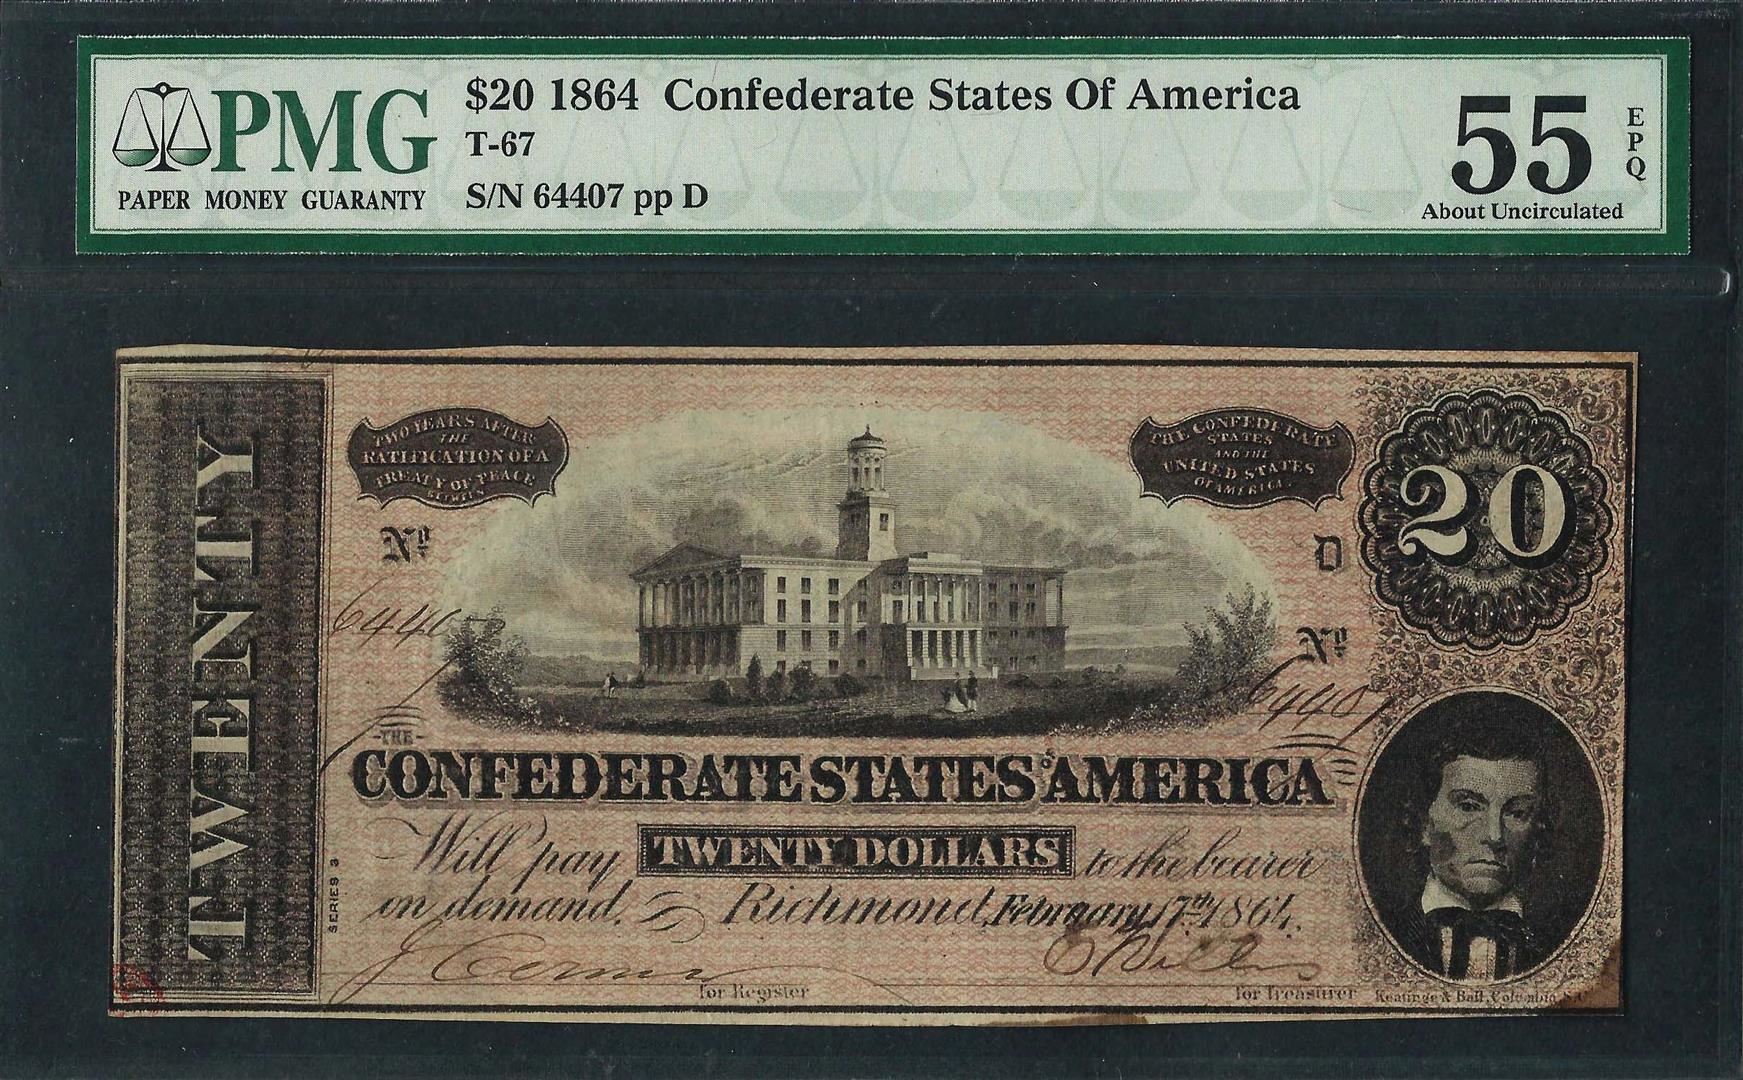 PMG
PAPER MONEY GUARANTY
$20 1864 Confederate States Of America
T-67
S/N 64407 pp D
55
EPQ
About Uncirculated
TWENTY
TWO YEARS AFTER
THE
RATIFICATION OF A
TREATY OF PEACE
BETWEEN
THE CONFEDERATE
STATES
AND THE
UNITED STATES
OF AMERICA.
20
No
D
64407
No
64407
-THE-
CONFEDERATE STATES OF AMERICA
Will pay TWENTY DOLLARS to the bearer
on demand. Richmond, February 17th 1864.
SERIES 3
for Register
for Treasurer
Keatinge & Ball, Columbia, S.C.